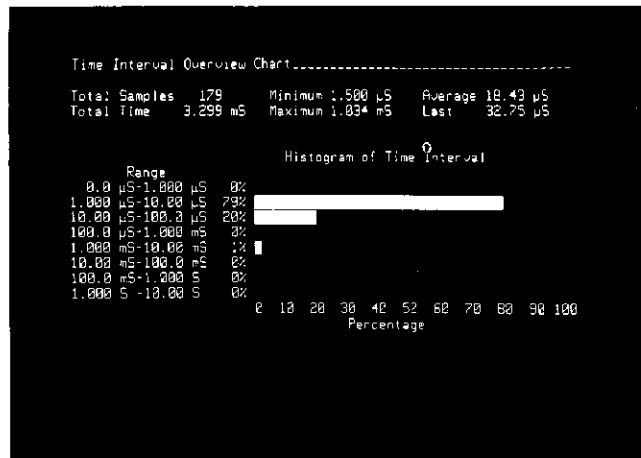 Time Interval Overview Chart
Total Samples 179 Minimum 1.500 µS Average 18.43 µS
Total Time 3.299 mS Maximum 1.034 mS Last 32.75 µS
Histogram of Time Interval
Range
0.0 µS-1.000 µS 0%
1.000 µS-10.00 µS 79%
10.00 µS-100.0 µS 20%
100.0 µS-1.000 mS 0%
1.000 mS-10.00 mS 1%
10.00 mS-100.0 mS 0%
100.0 mS-1.000 S 0%
1.000 S -10.00 S 0%
0 10 20 30 40 50 60 70 80 90 100
Percentage